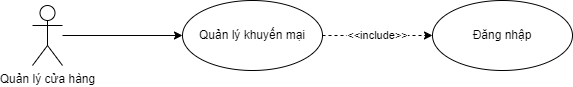 Quản lý khuyến mại
<<include>>
Đăng nhập
Quản lý cửa hàng